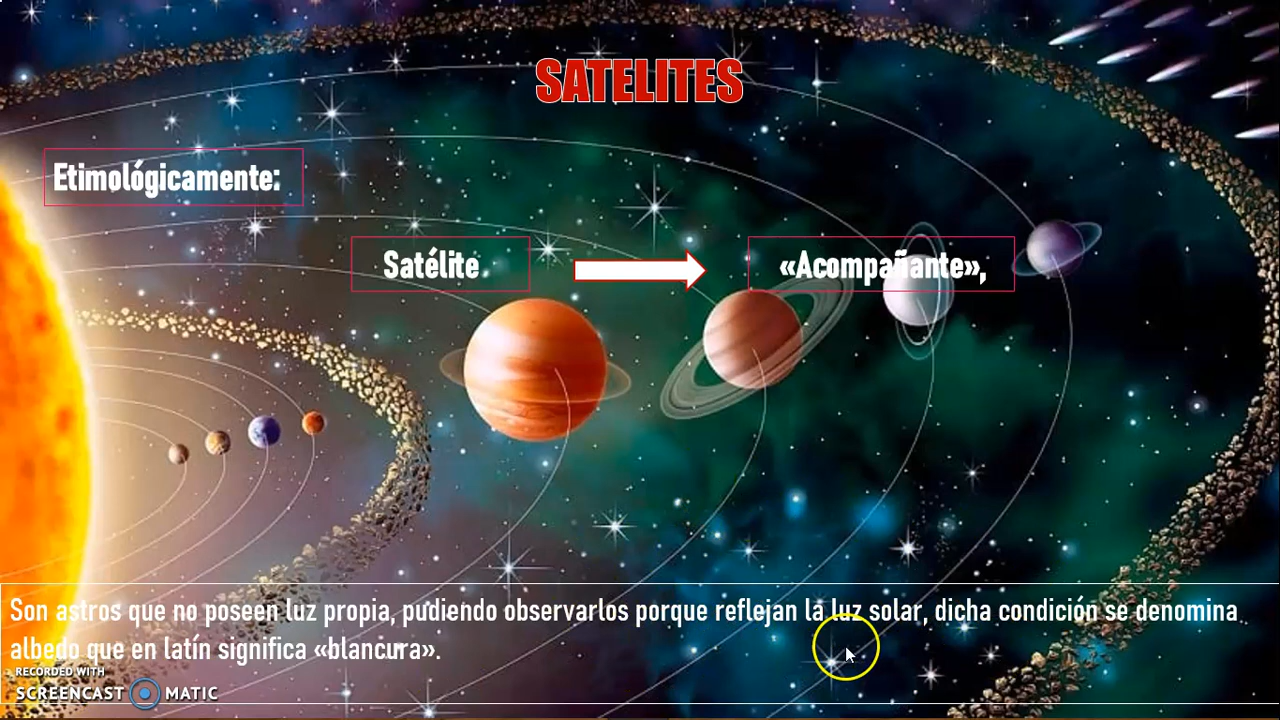 SATELITES
Etimológicamente:
Satélite
«Acompañante»,
Son astros que no poseen luz propia, pudiendo observarlos porque reflejan la luz solar, dicha condición se denomina
albedo que en latín significa «blancura».
RECORDED WITH
SCREENCAST MATIC